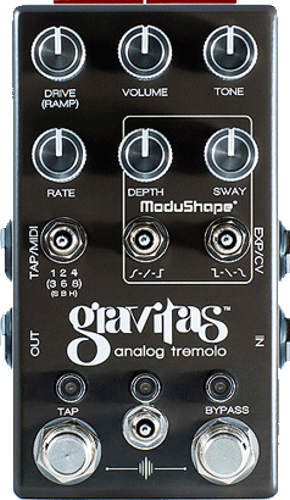 DRIVE VOLUME TONE
(RAMP)
RATE DEPTH SWAY
ModuShape®
TAP/MIDI
EXP/CV
1 2 4
(3 6 8)
OUT
IN
gravitas™
analog tremolo
TAP BYPASS